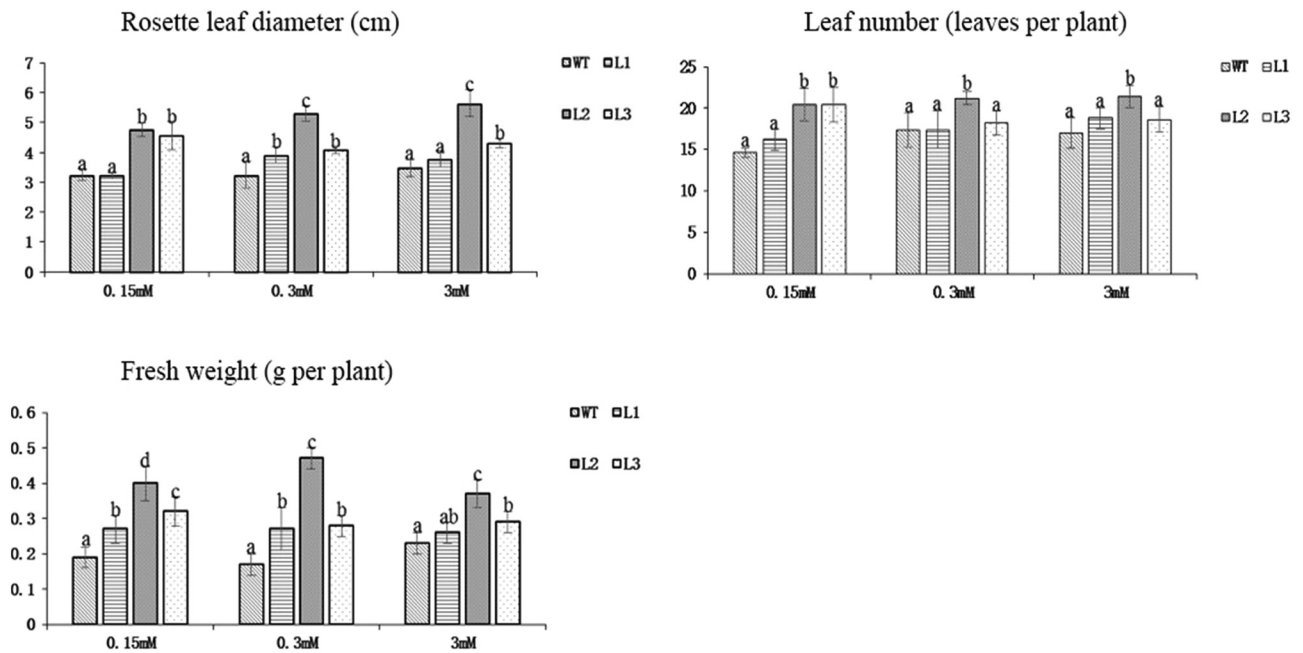 Rosette leaf diameter (cm)
7
6
5
4
3
2
1
0
a a b b
a b c b
a a c b
0.15mM 0.3mM 3mM
WT L1
L2 L3
Leaf number (leaves per plant)
25
20
15
10
5
0
a a b b
a a b a
a a b a
0.15mM 0.3mM 3mM
WT L1
L2 L3
Fresh weight (g per plant)
0.6
0.5
0.4
0.3
0.2
0.1
0
a b d c
a b c b
a ab c b
0.15mM 0.3mM 3mM
WT L1
L2 L3